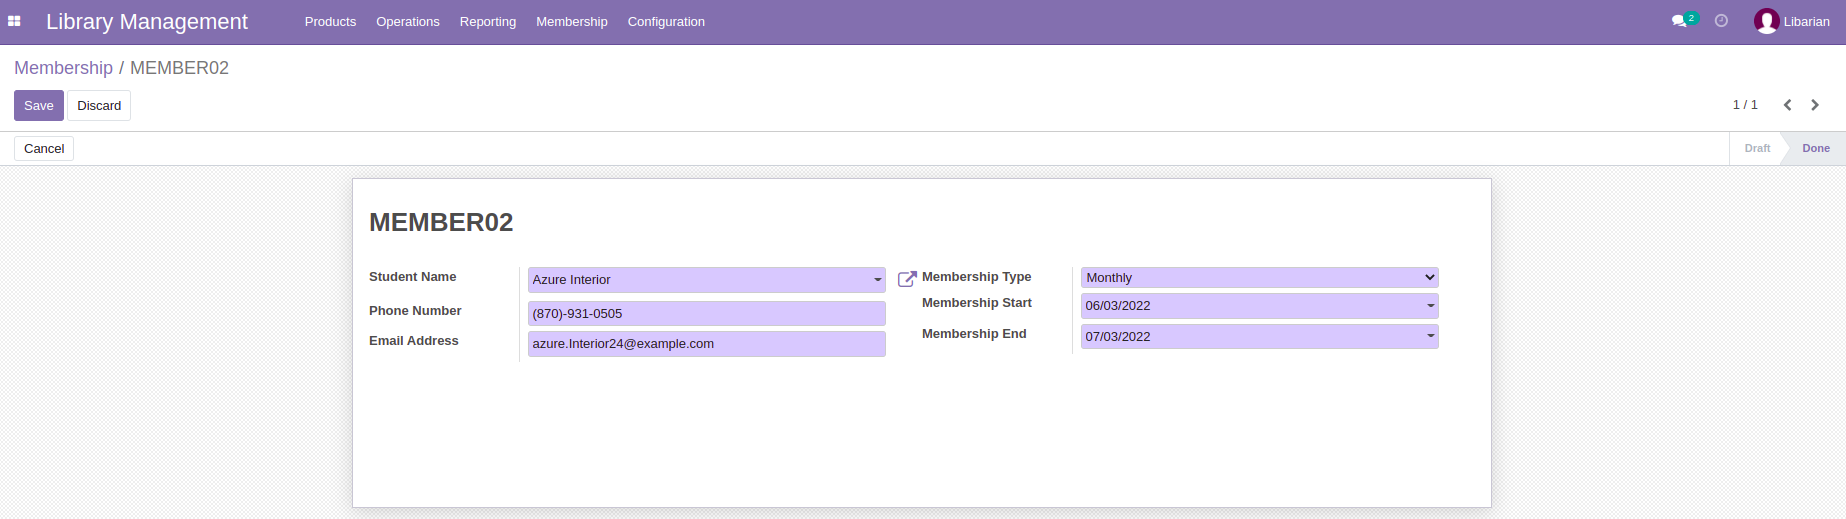 Library Management Products Operations Reporting Membership Configuration 2 Libarian
Membership / MEMBER02
Save Discard 1 / 1
Cancel Draft Done
MEMBER02
Student Name Azure Interior Membership Type Monthly
Membership Start 06/03/2022
Phone Number (870)-931-0505
Membership End 07/03/2022
Email Address azure.Interior24@example.com